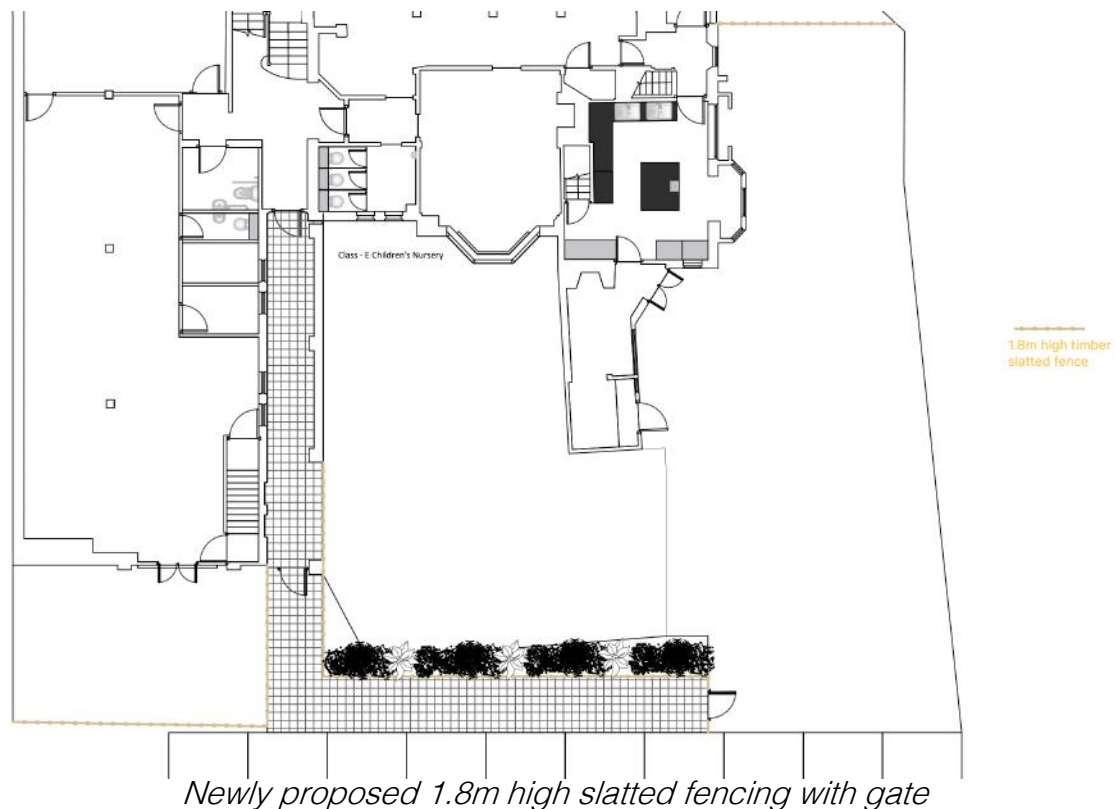 Class - E Children's Nursery
1.8m high timber
slatted fence
Newly proposed 1.8m high slatted fencing with gate